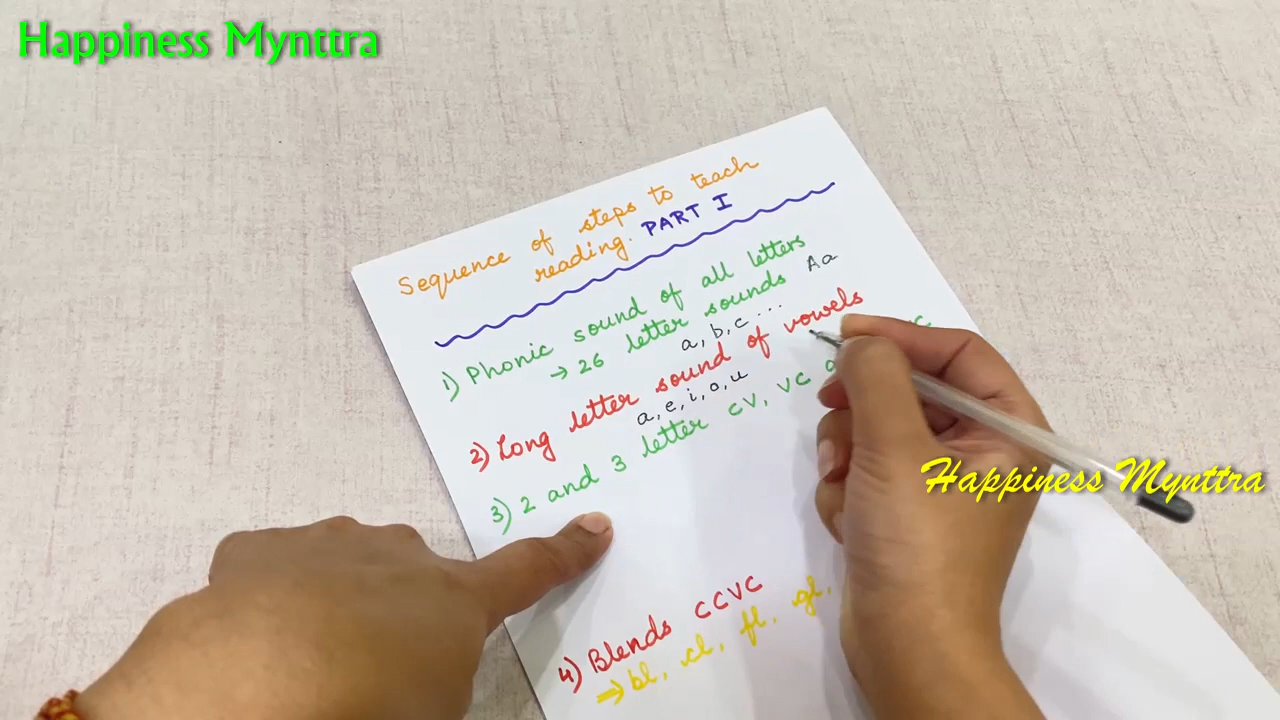 Happiness Mynttra
Sequence of steps to teach
reading. PART I
1) Phonic sound of all letters
→ 26 letter sounds Aa
a, b, c ...
2) Long letter sound of vowels
a, e, i, o, u
3) 2 and 3 letter CV, VC
Happiness Mynttra
4) Blends CCVC
⇒ bl, cl, fl, gl,